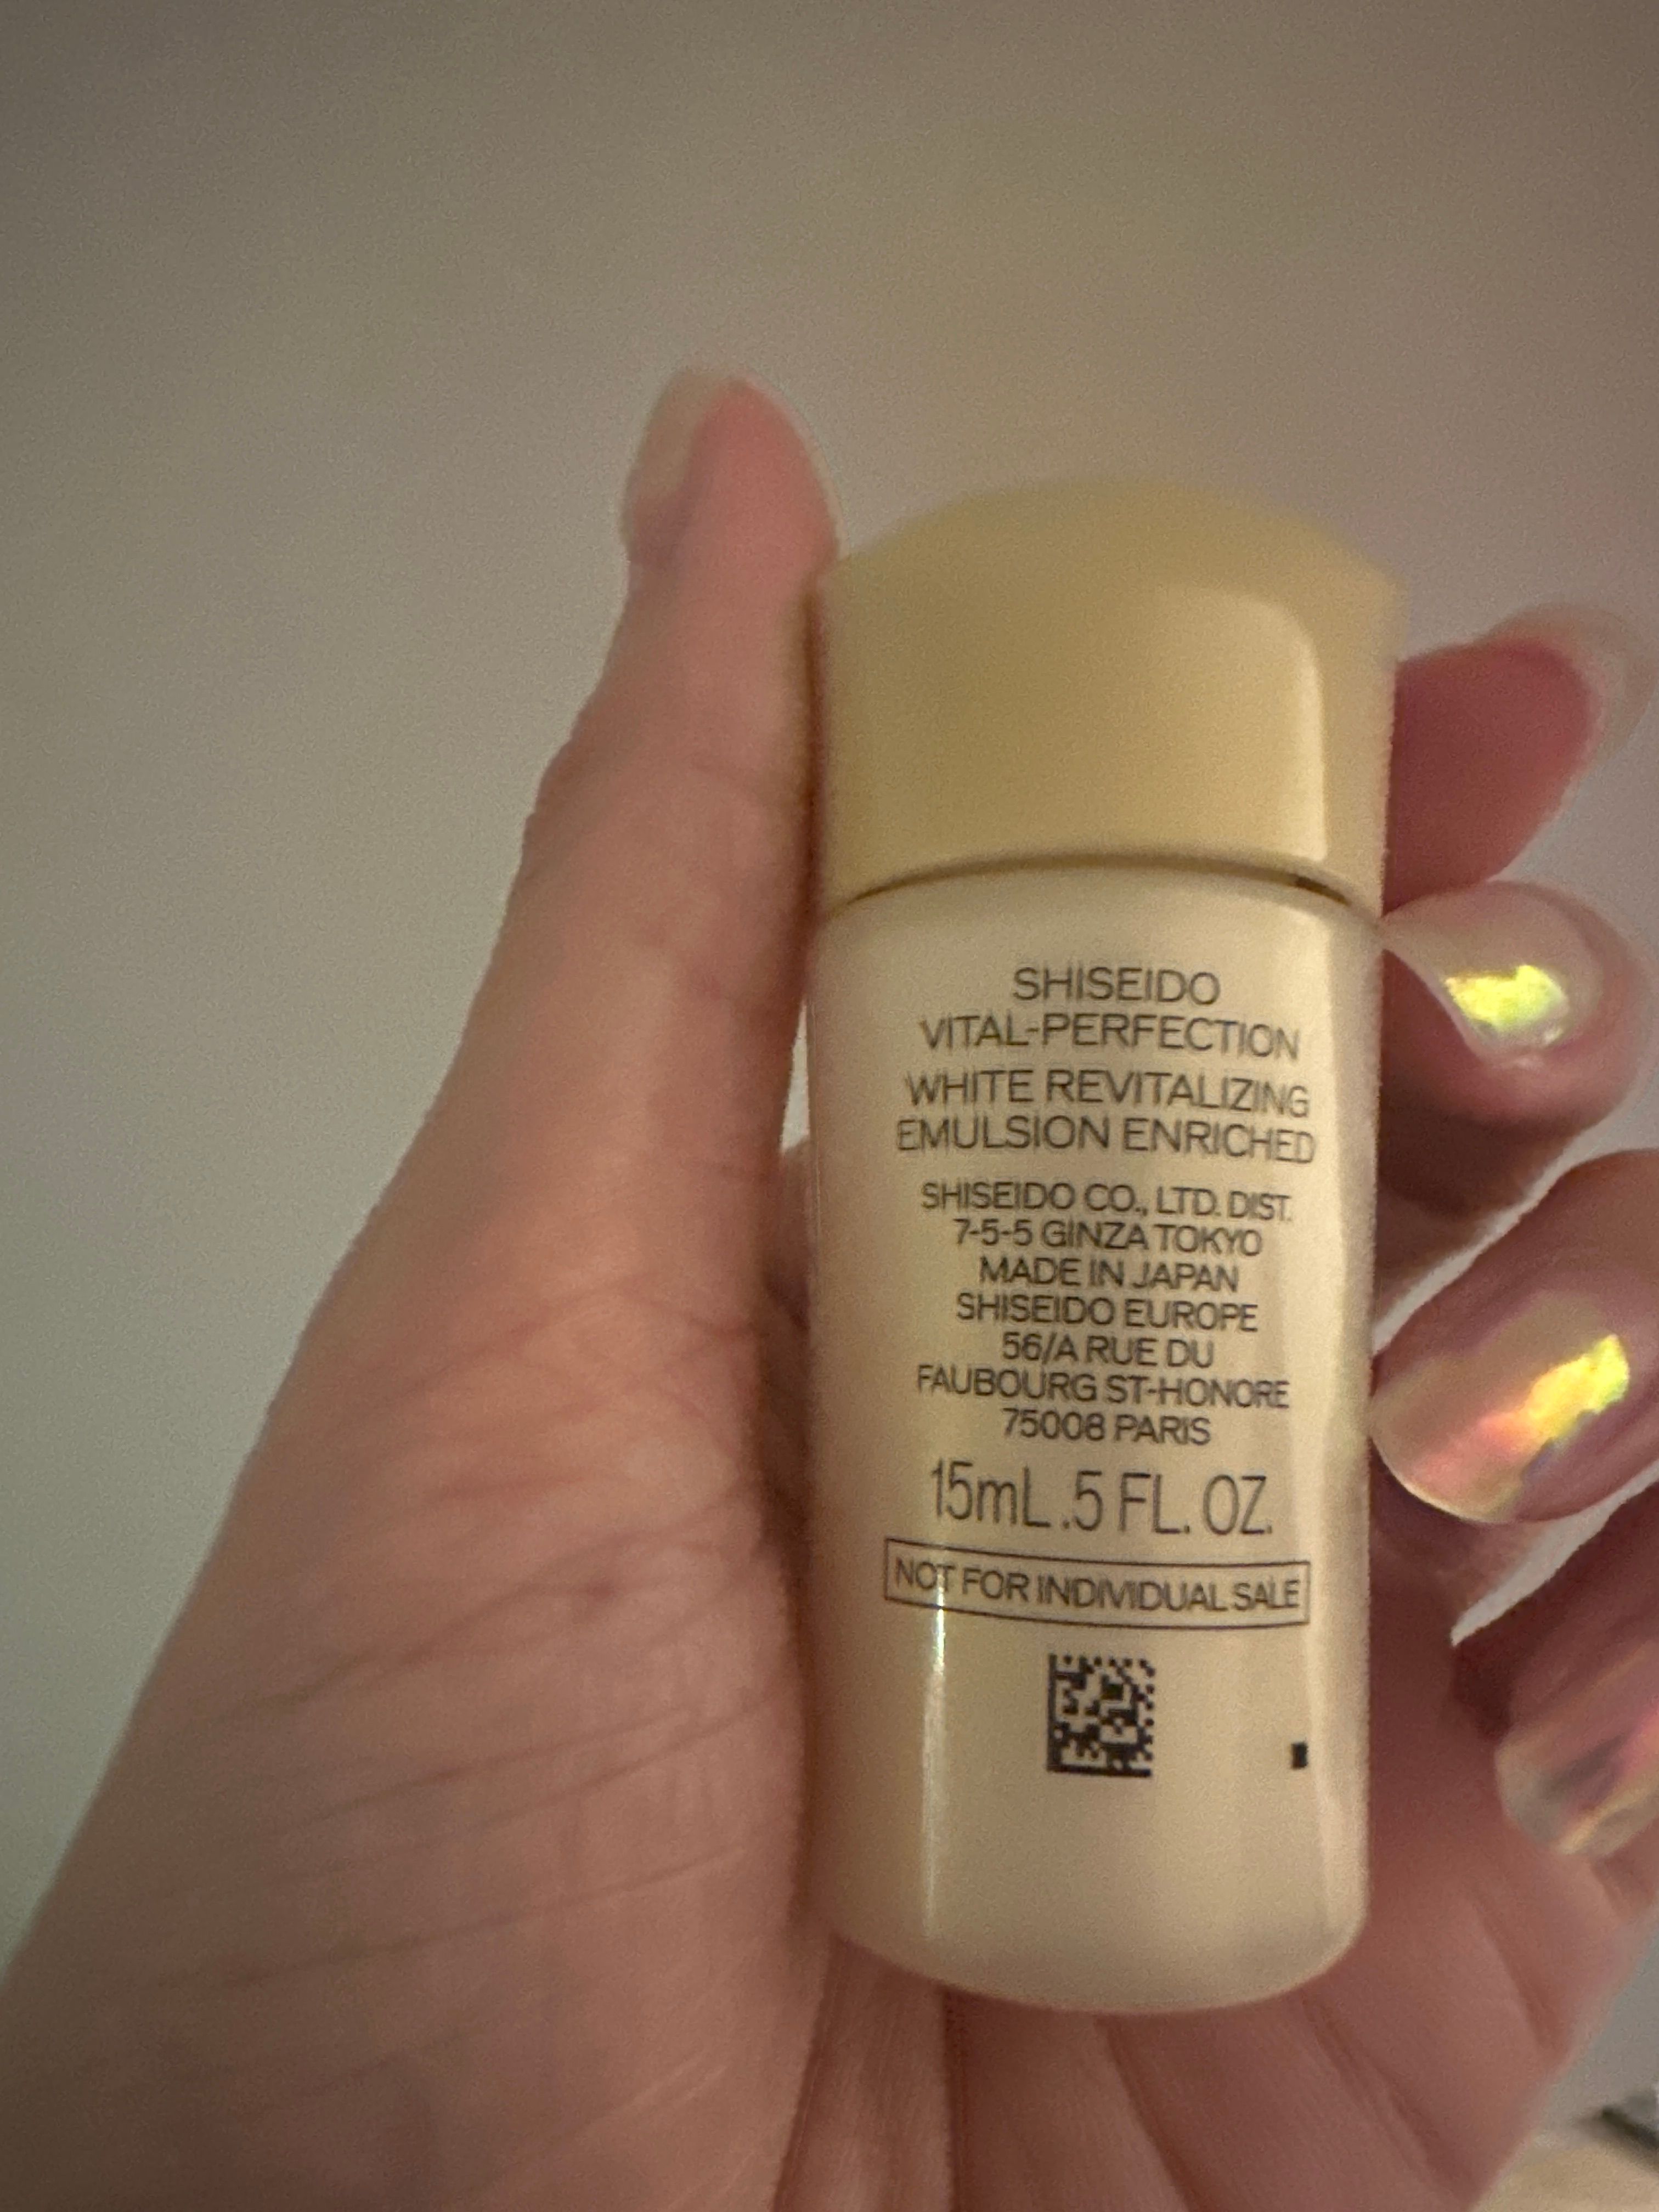 SHISEIDO
VITAL-PERFECTION
WHITE REVITALIZING
EMULSION ENRICHED
SHISEIDO CO., LTD. DIST.
7-5-5 GINZA TOKYO
MADE IN JAPAN
SHISEIDO EUROPE
56/A RUE DU
FAUBOURG ST-HONORE
75008 PARIS
15mL .5 FL. OZ.
NOT FOR INDIVIDUAL SALE